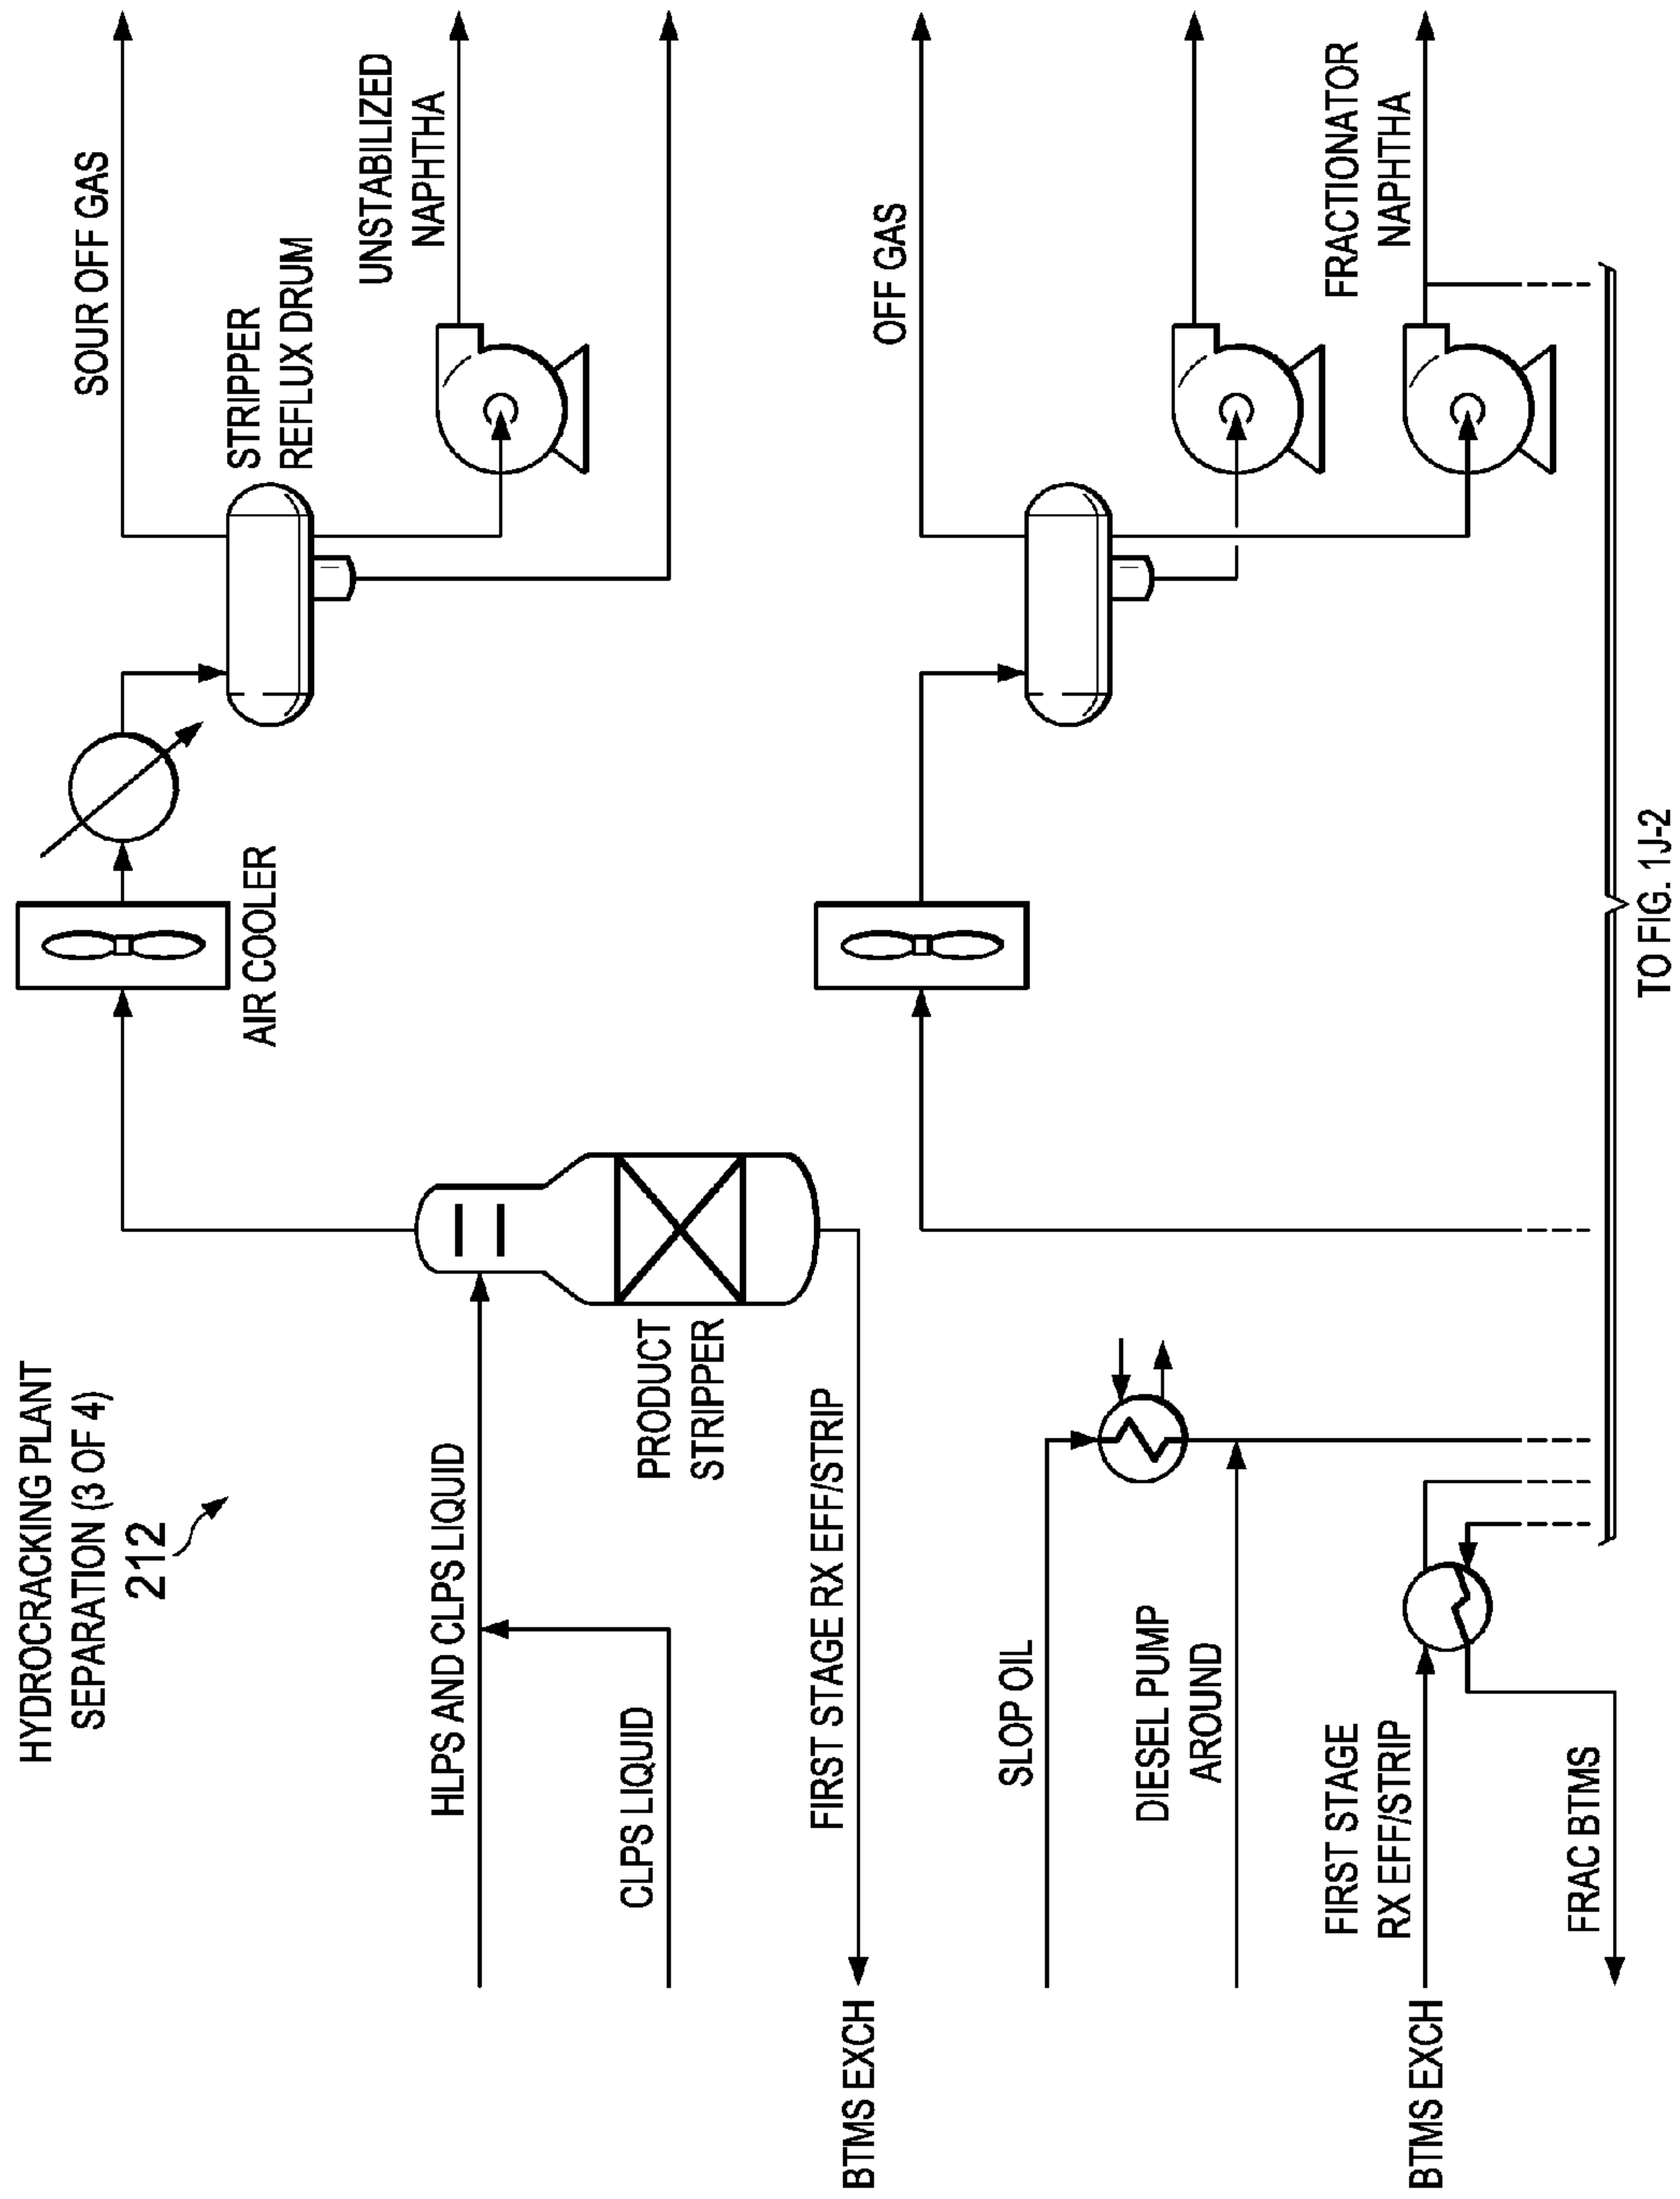 HYDROCRACKING PLANT
SEPARATION (3 OF 4)
212
SOUR OFF GAS
STRIPPER
REFLUX DRUM
AIR COOLER
UNSTABILIZED
NAPHTHA
HLPS AND CLPS LIQUID
CLPS LIQUID
PRODUCT
STRIPPER
FIRST STAGE RX EFF/STRIP
BTMS EXCH
OFF GAS
SLOP OIL
DIESEL PUMP
AROUND
FIRST STAGE
RX EFF/STRIP
BTMS EXCH
FRAC BTMS
FRACTIONATOR
NAPHTHA
TO FIG. 1J-2